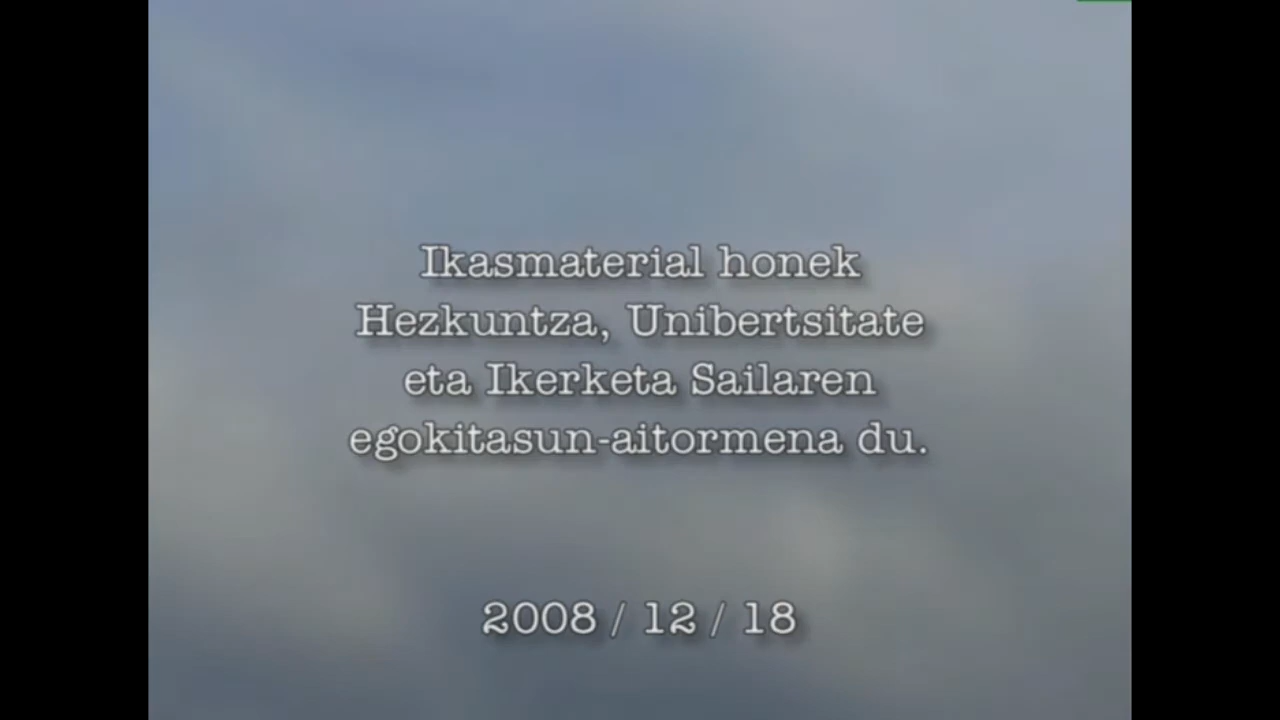 Ikasmaterial honek
Hezkuntza, Unibertsitate
eta Ikerketa Sailaren
egokitasun-aitormena du.
2008 / 12 / 18